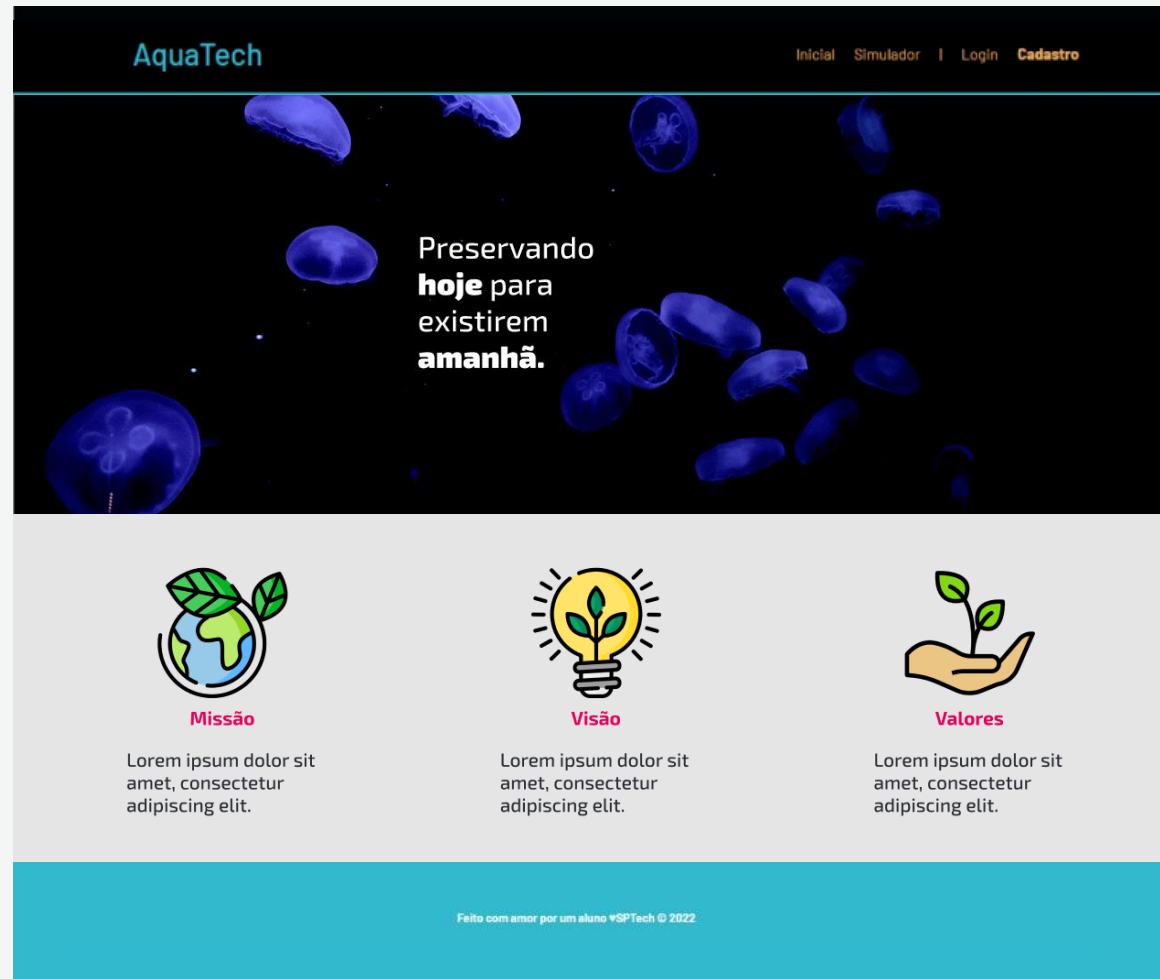 AquaTech
Inicial Simulador | Login Cadastro
Preservando
hoje para
existirem
amanhã.
Missão
Lorem ipsum dolor sit
amet, consectetur
adipiscing elit.
Visão
Lorem ipsum dolor sit
amet, consectetur
adipiscing elit.
Valores
Lorem ipsum dolor sit
amet, consectetur
adipiscing elit.
Feito com amor por um aluno ♥SPTech © 2022